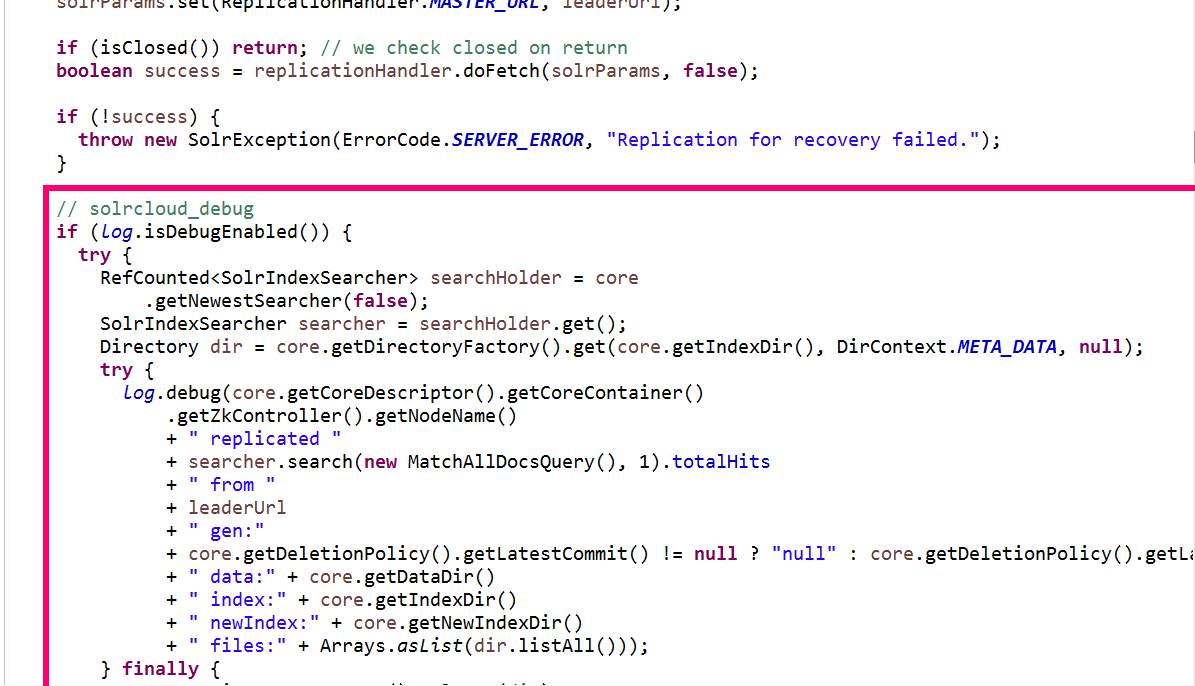 solrParams.set(ReplicationHandler.MASTER_URL, leaderUrl);
if (isClosed()) return; // we check closed on return
boolean success = replicationHandler.doFetch(solrParams, false);
if (!success) {
throw new SolrException(ErrorCode.SERVER_ERROR, "Replication for recovery failed.");
}
// solrcloud_debug
if (log.isDebugEnabled()) {
try {
RefCounted<SolrIndexSearcher> searchHolder = core
.getNewestSearcher(false);
SolrIndexSearcher searcher = searchHolder.get();
Directory dir = core.getDirectoryFactory().get(core.getIndexDir(), DirContext.META_DATA, null);
try {
log.debug(core.getCoreDescriptor().getCoreContainer()
.getZkController().getNodeName()
+ " replicated "
+ searcher.search(new MatchAllDocsQuery(), 1).totalHits
+ " from "
+ leaderUrl
+ " gen:"
+ core.getDeletionPolicy().getLatestCommit() != null ? "null" : core.getDeletionPolicy().getLa
+ " data:" + core.getDataDir()
+ " index:" + core.getIndexDir()
+ " newIndex:" + core.getNewIndexDir()
+ " files:" + Arrays.asList(dir.listAll()));
} finally {